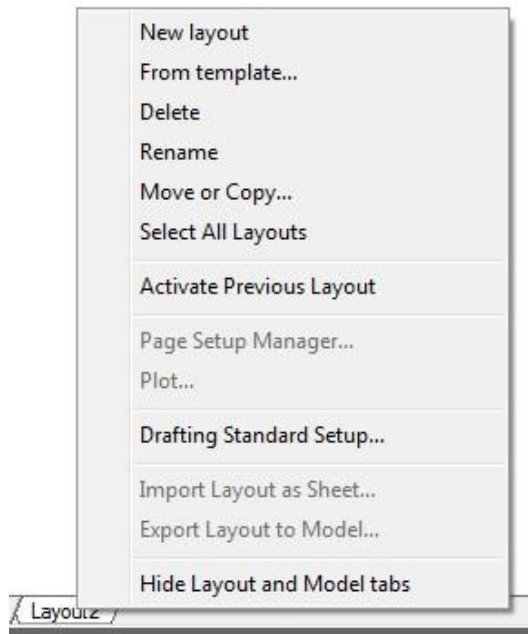 New layout
From template...
Delete
Rename
Move or Copy...
Select All Layouts
Activate Previous Layout
Page Setup Manager...
Plot...
Drafting Standard Setup...
Import Layout as Sheet...
Export Layout to Model...
Hide Layout and Model tabs
Layout2